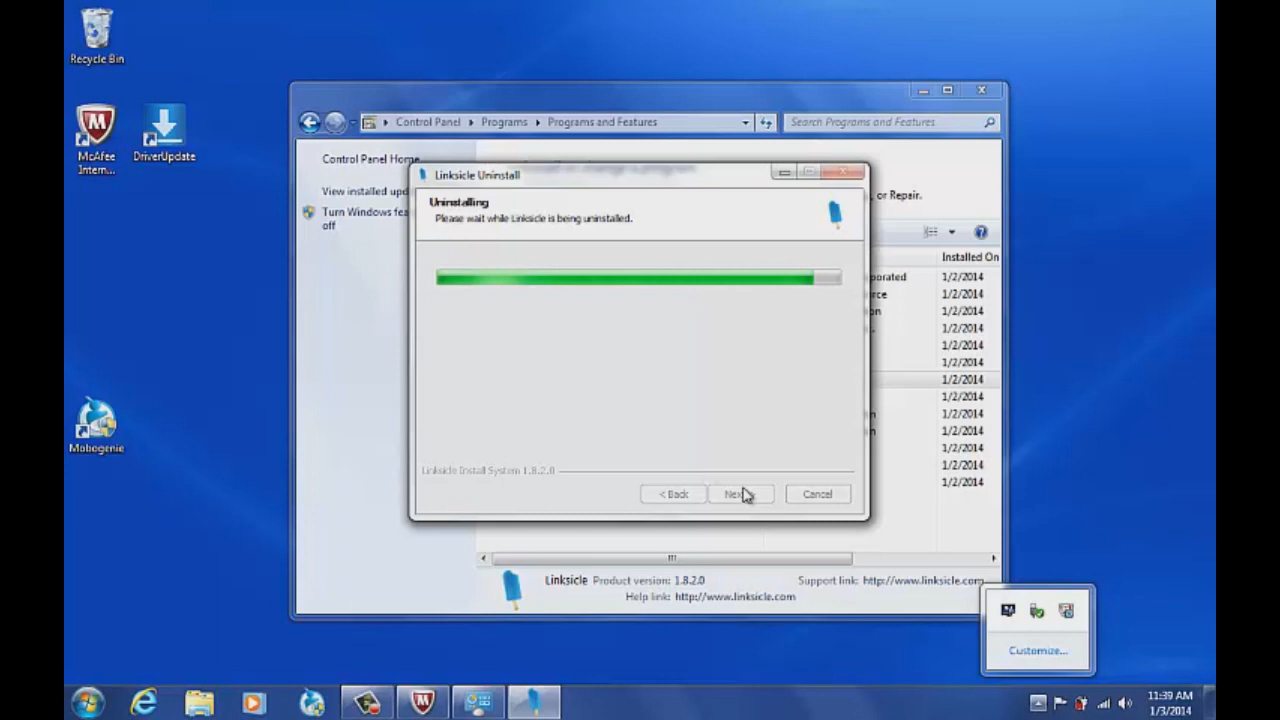 Recycle Bin
McAfee
Intern...
DriverUpdate
Mobogenie
Control Panel
Programs
Programs and Features
Search Programs and Features
Control Panel Home
View installed upd
Turn Windows fea
off
, or Repair.
Linksicle Uninstall
Uninstalling
Please wait while Linksicle is being uninstalled.
Linksicle Install System 1.8.2.0
< Back
Nex
Cancel
Installed On
porated 1/2/2014
rce 1/2/2014
on 1/2/2014
1/2/2014
1/2/2014
1/2/2014
1/2/2014
1/2/2014
n 1/2/2014
n 1/2/2014
1/2/2014
1/2/2014
1/2/2014
Linksicle Product version: 1.8.2.0
Support link: http://www.linksicle.com
Help link: http://www.linksicle.com
Customize...
11:39 AM
1/3/2014